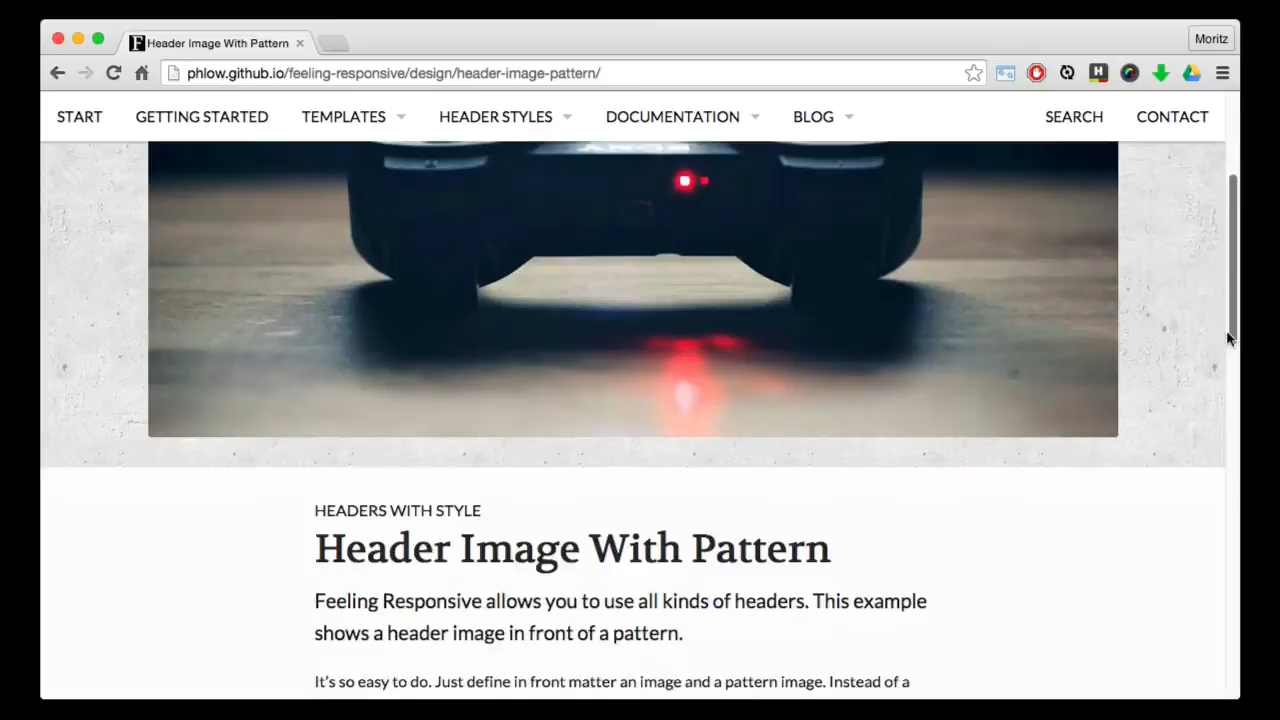 Header Image With Pattern
Moritz
phlow.github.io/feeling-responsive/design/header-image-pattern/
START GETTING STARTED TEMPLATES HEADER STYLES DOCUMENTATION BLOG SEARCH CONTACT
HEADERS WITH STYLE
Header Image With Pattern
Feeling Responsive allows you to use all kinds of headers. This example
shows a header image in front of a pattern.
It's so easy to do. Just define in front matter an image and a pattern image. Instead of a